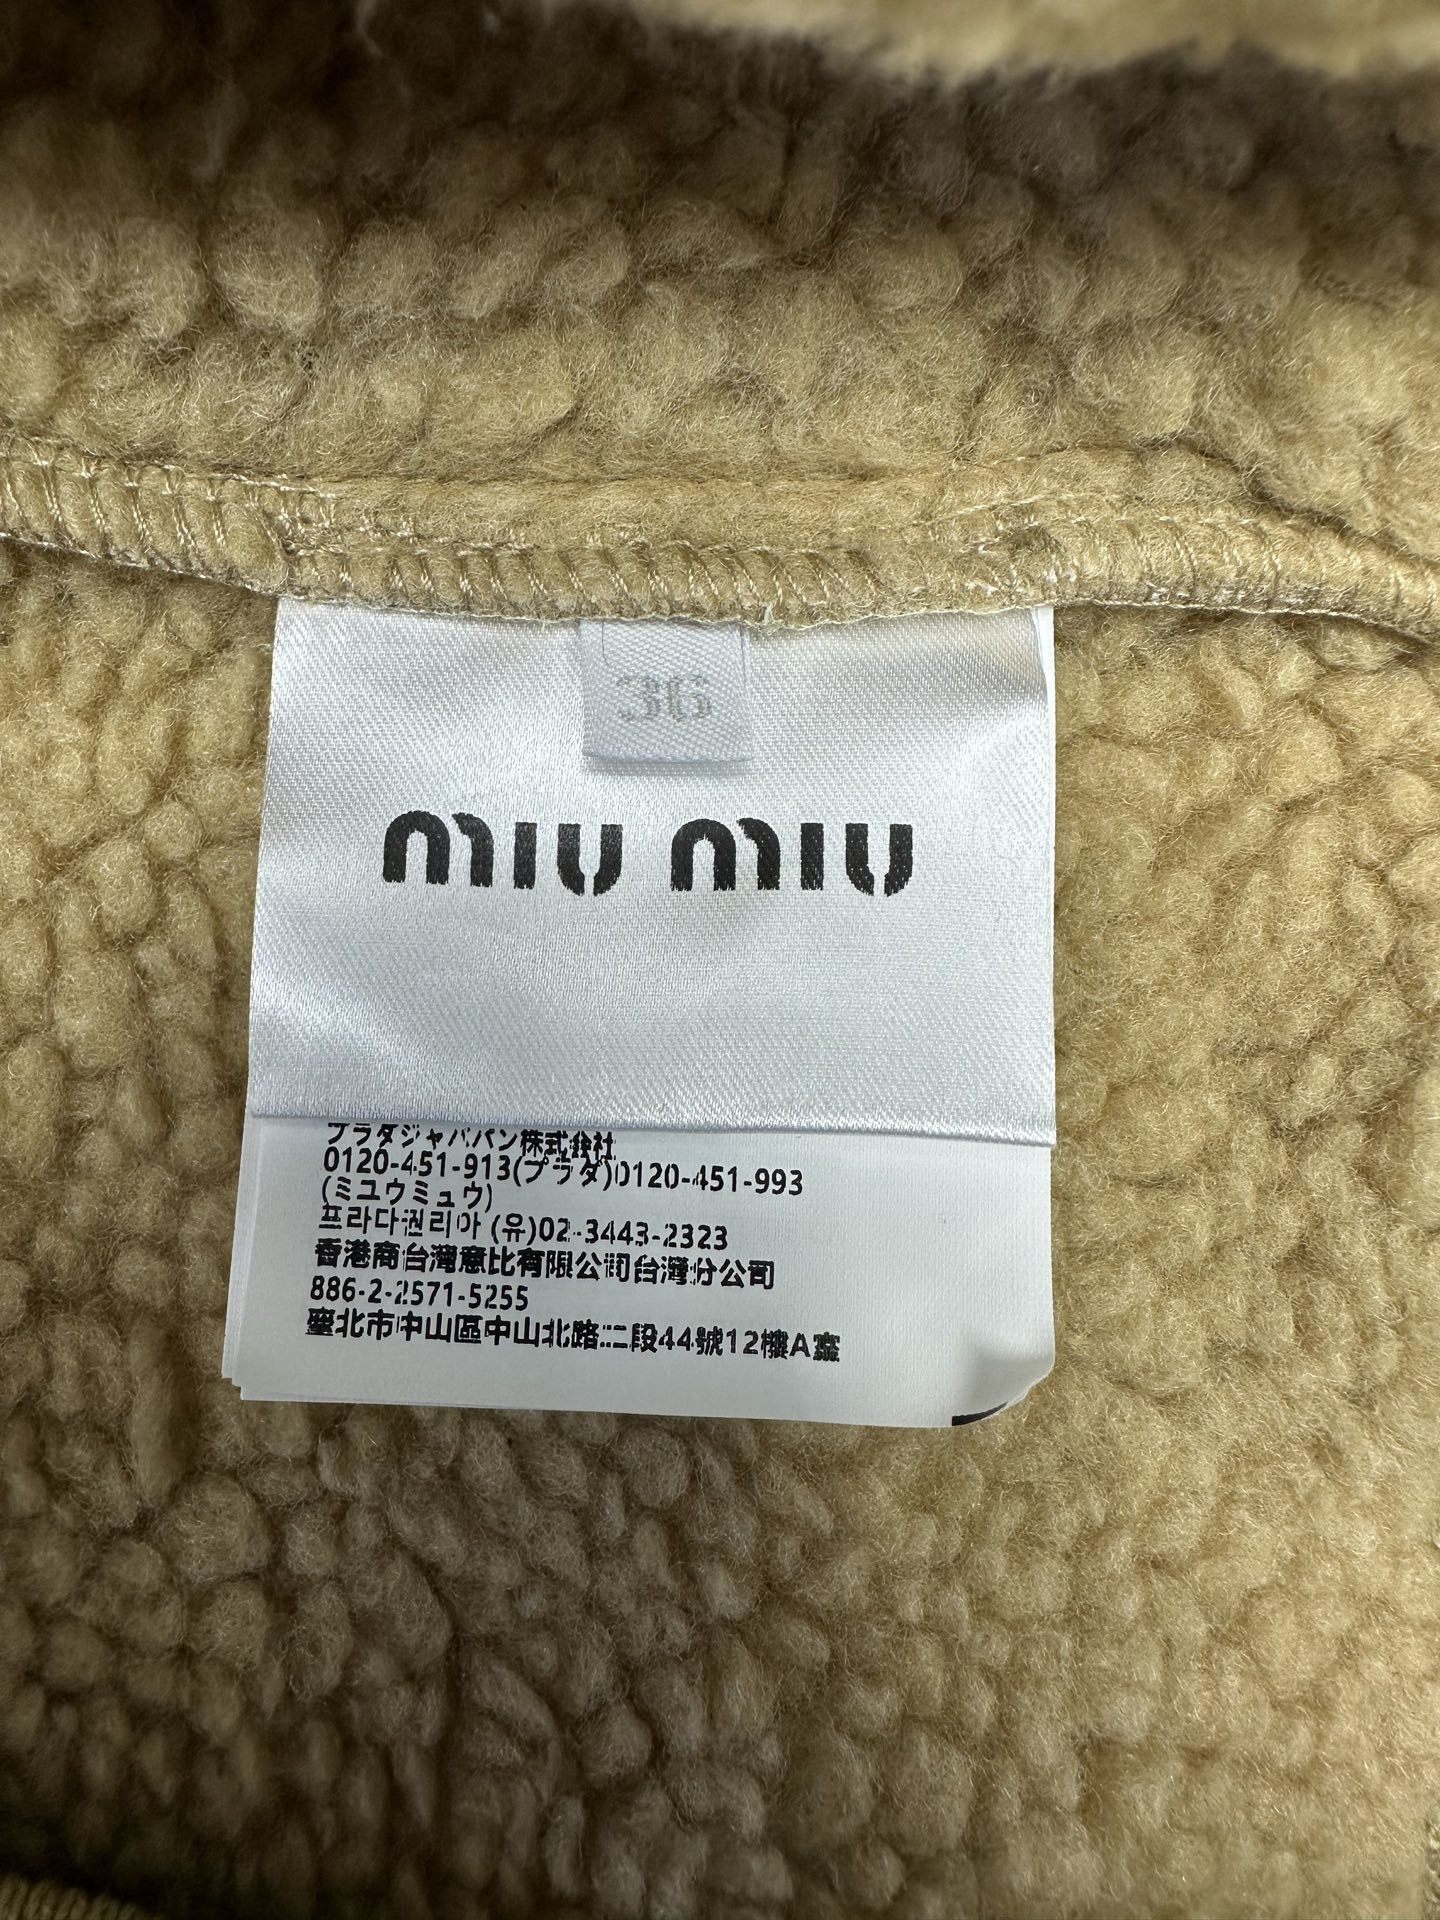 36
miu miu
プラダジャパパン株式會社
0120-451-913(プラダ)0120-451-993
(ミユウミュウ)
프라다권리아 (유)02-3443-2323
香港商台灣意比有限公司台灣分公司
886-2-2571-5255
臺北市中山區中山北路二段44號12樓A室